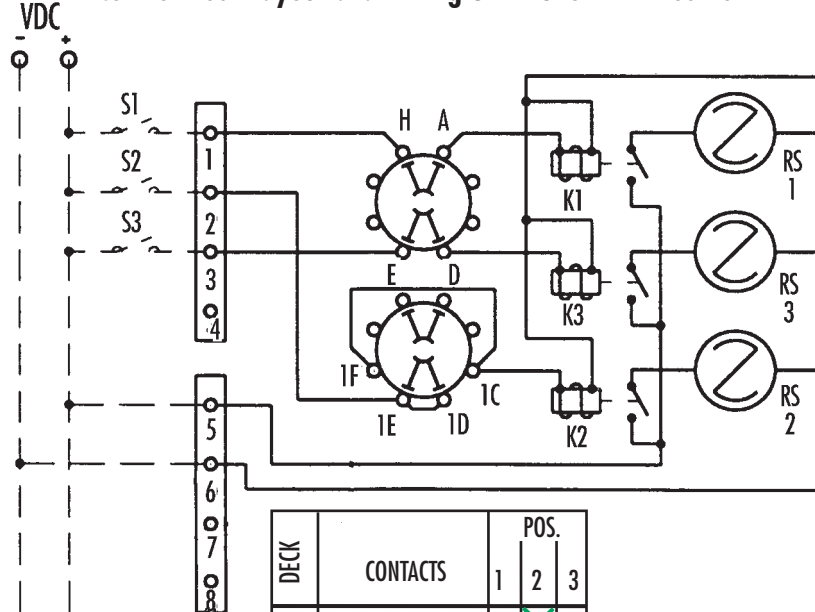 VDC
- +
S1
S2
S3
1
2
3
4
5
6
7
8
H A
E D
1F 1C
1E 1D
K1
K3
K2
RS
1
RS
3
RS
2
DECK
CONTACTS
POS.
1 2 3